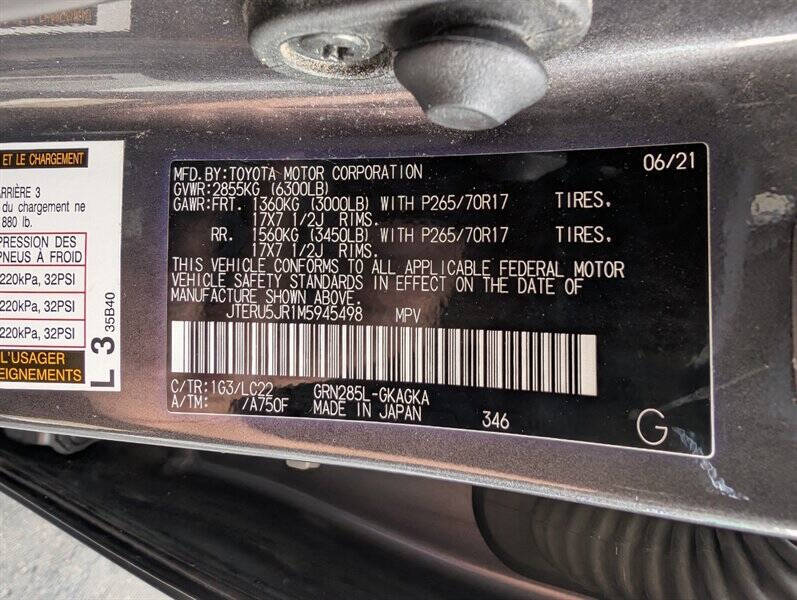 ET LE CHARGEMENT
ARRIÈRE 3
du chargement ne
880 lb.
PRESSION DES
PNEUS À FROID
220kPa, 32PSI
220kPa, 32PSI
220kPa, 32PSI
L'USAGER
L 3 35B40
MFD.BY:TOYOTA MOTOR CORPORATION 06/21
GVWR:2855KG (6300LB)
GAWR:FRT. 1360KG (3000LB) WITH P265/70R17 TIRES.
17X7 1/2J RIMS.
RR. 1560KG (3450LB) WITH P265/70R17 TIRES.
17X7 1/2J RIMS.
THIS VEHICLE CONFORMS TO ALL APPLICABLE FEDERAL MOTOR
VEHICLE SAFETY STANDARDS IN EFFECT ON THE DATE OF
MANUFACTURE SHOWN ABOVE.
JTERU5JR1M5945498 MPV
C/TR:1G3/LC22 GRN285L-GKAGKA
A/TM: /A750F MADE IN JAPAN 346
G